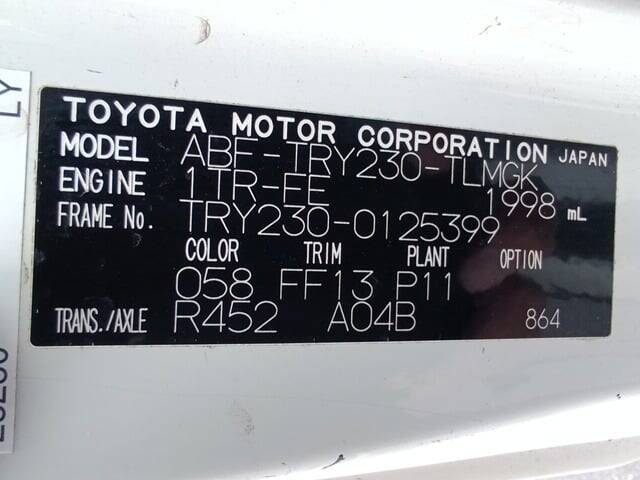 TOYOTA MOTOR CORPORATION JAPAN
MODEL ABF-TRY230-TLMGK
ENGINE 1TR-FE 1998 mL
FRAME No. TRY230-0125399
COLOR TRIM PLANT OPTION
058 FF13 P11
TRANS./AXLE R452 A04B 864
LY